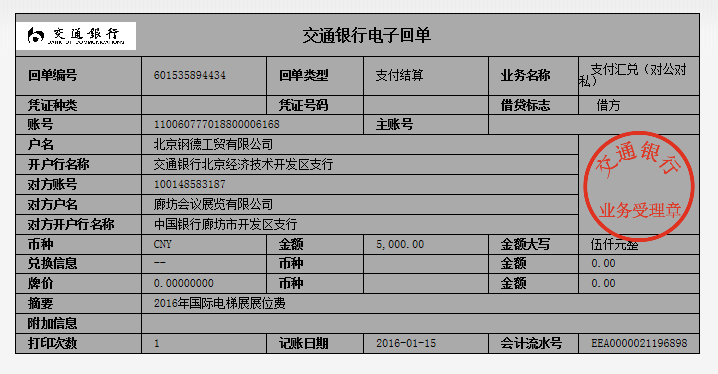 交通银行
BANK OF COMMUNICATIONS
交通银行电子回单
回单编号 601535894434 回单类型 支付结算 业务名称 支付汇兑（对公对
私）
凭证种类 凭证号码 借贷标志 借方
账号 110060777018800006168 主账号
户名 北京钢德工贸有限公司
开户行名称 交通银行北京经济技术开发区支行
对方账号 100148583187
对方户名 廊坊会议展览有限公司
对方开户行名称 中国银行廊坊市开发区支行
交通银行
业务受理章
币种 CNY 金额 5,000.00 金额大写 伍仟元整
兑换信息 -- 币种 金额 0.00
牌价 0.00000000 币种 金额 0.00
摘要 2016年国际电梯展展位费
附加信息
打印次数 1 记账日期 2016-01-15 会计流水号 EEA0000021196898